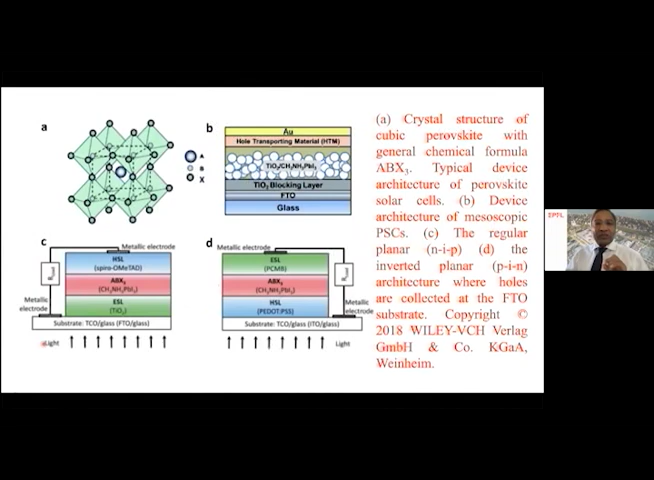 a
A
B
X
b
Au
Hole Transporting Material (HTM)
TiO₂/CH₃NH₃PbI₃
TiO₂ Blocking Layer
FTO
Glass
c
Metallic electrode
HSL
(spiro-OMeTAD)
ABX₃
(CH₃NH₃PbI₃)
ESL
(TiO₂)
Metallic
electrode
Substrate: TCO/glass (FTO/glass)
Light
d
Metallic electrode
ESL
(PCMB)
ABX₃
(CH₃NH₃PbI₃)
HSL
(PEDOT:PSS)
Metallic
electrode
Substrate: TCO/glass (ITO/glass)
Light
(a) Crystal structure of
cubic perovskite with
general chemical formula
ABX₃. Typical device
architecture of perovskite
solar cells. (b) Device
architecture of mesoscopic
PSCs. (c) The regular
planar (n-i-p) (d) the
inverted planar (p-i-n)
architecture where holes
are collected at the FTO
substrate. Copyright ©
2018 WILEY-VCH Verlag
GmbH & Co. KGaA,
Weinheim.